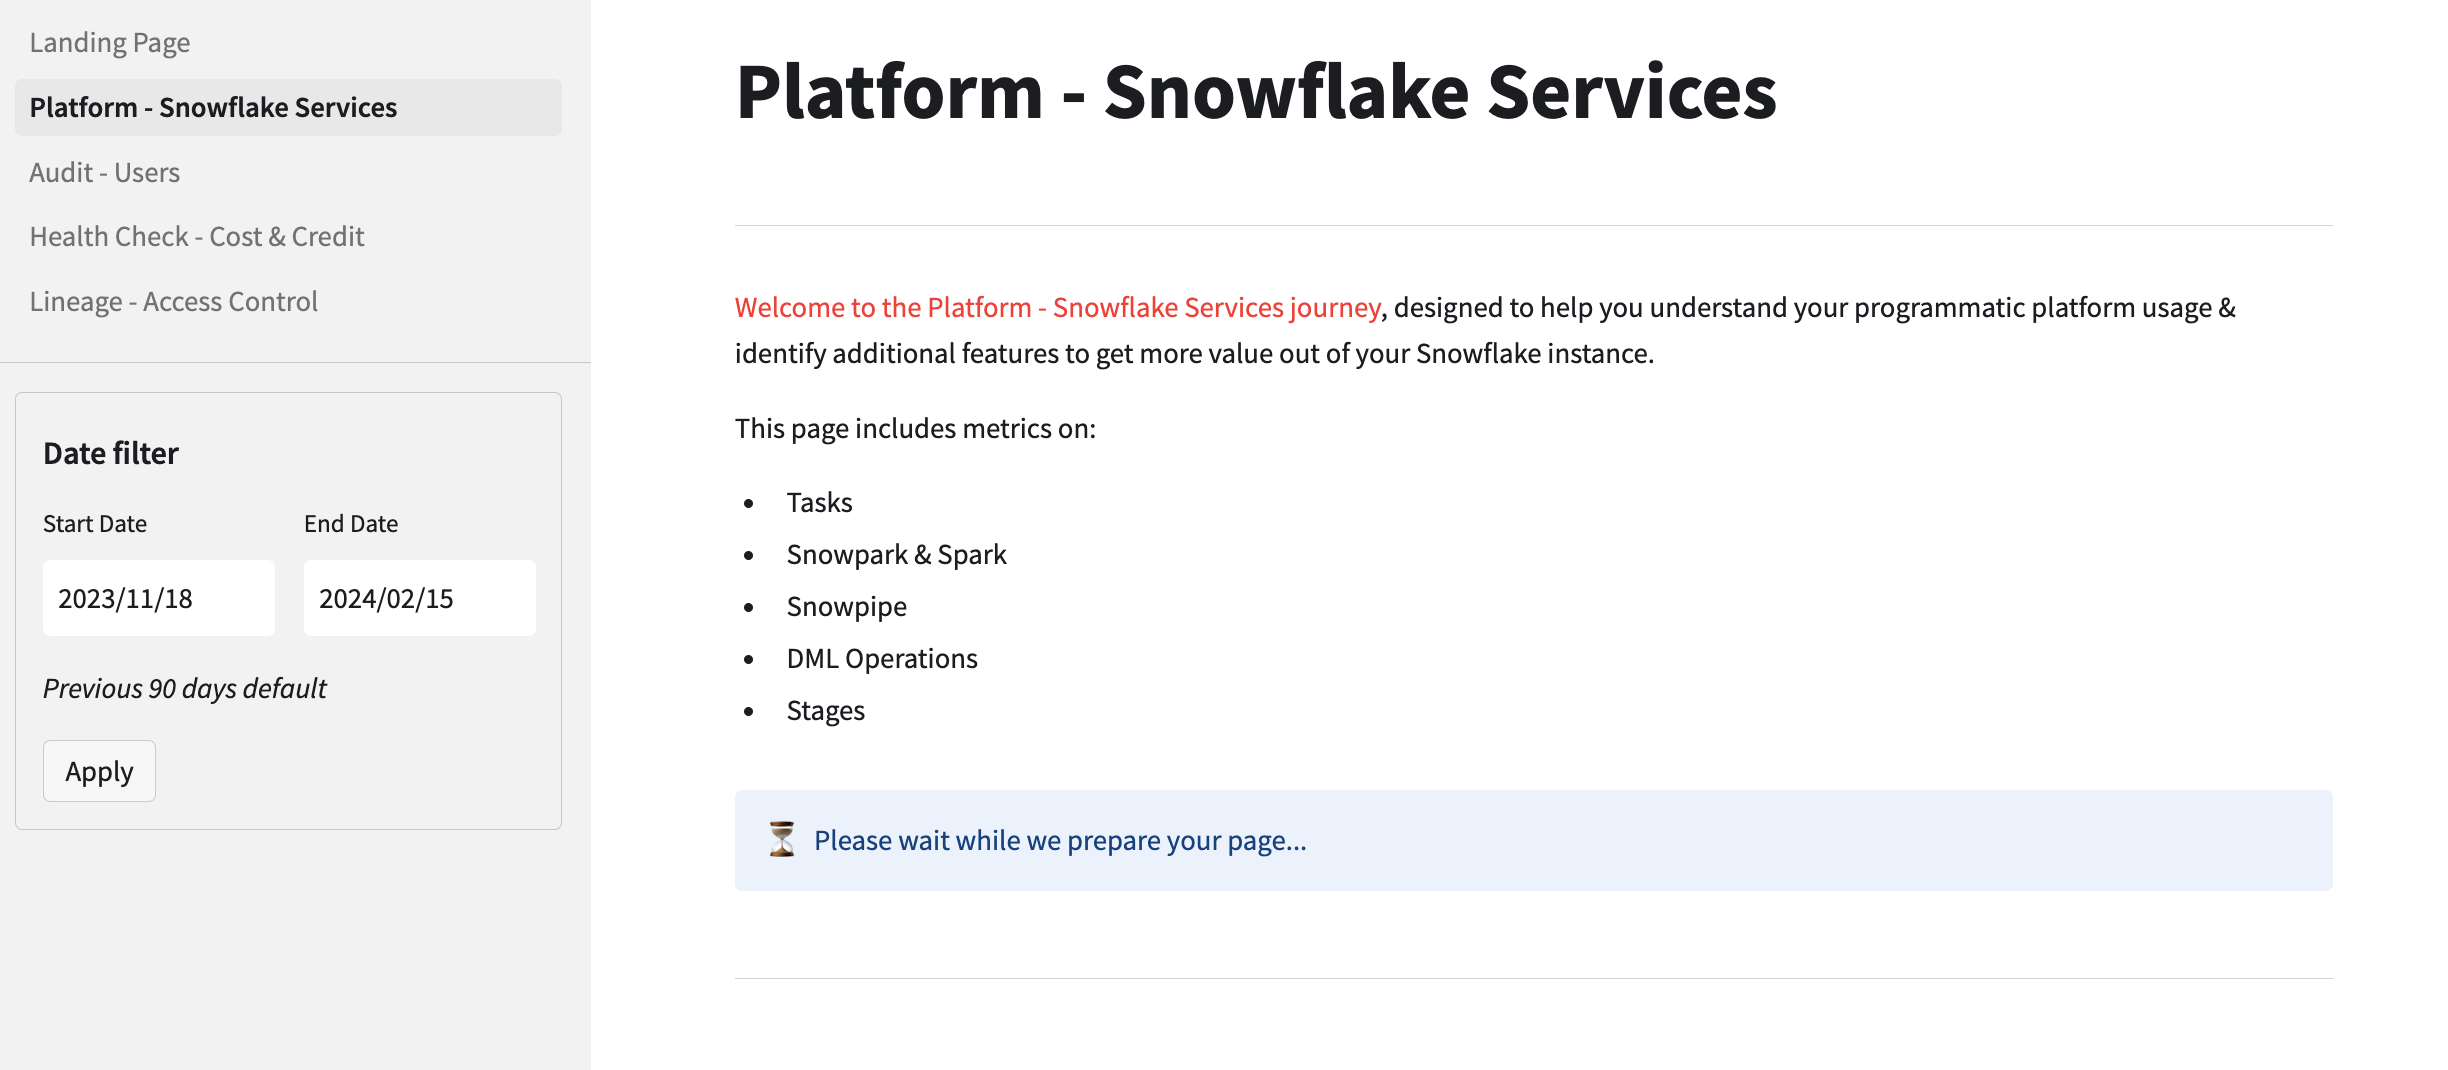 Landing Page
Platform - Snowflake Services
Audit - Users
Health Check - Cost & Credit
Lineage - Access Control
Date filter
Start Date
End Date
2023/11/18
2024/02/15
Previous 90 days default
Apply
Platform - Snowflake Services
Welcome to the Platform - Snowflake Services journey, designed to help you understand your programmatic platform usage &
identify additional features to get more value out of your Snowflake instance.
This page includes metrics on:
Tasks
Snowpark & Spark
Snowpipe
DML Operations
Stages
Please wait while we prepare your page...